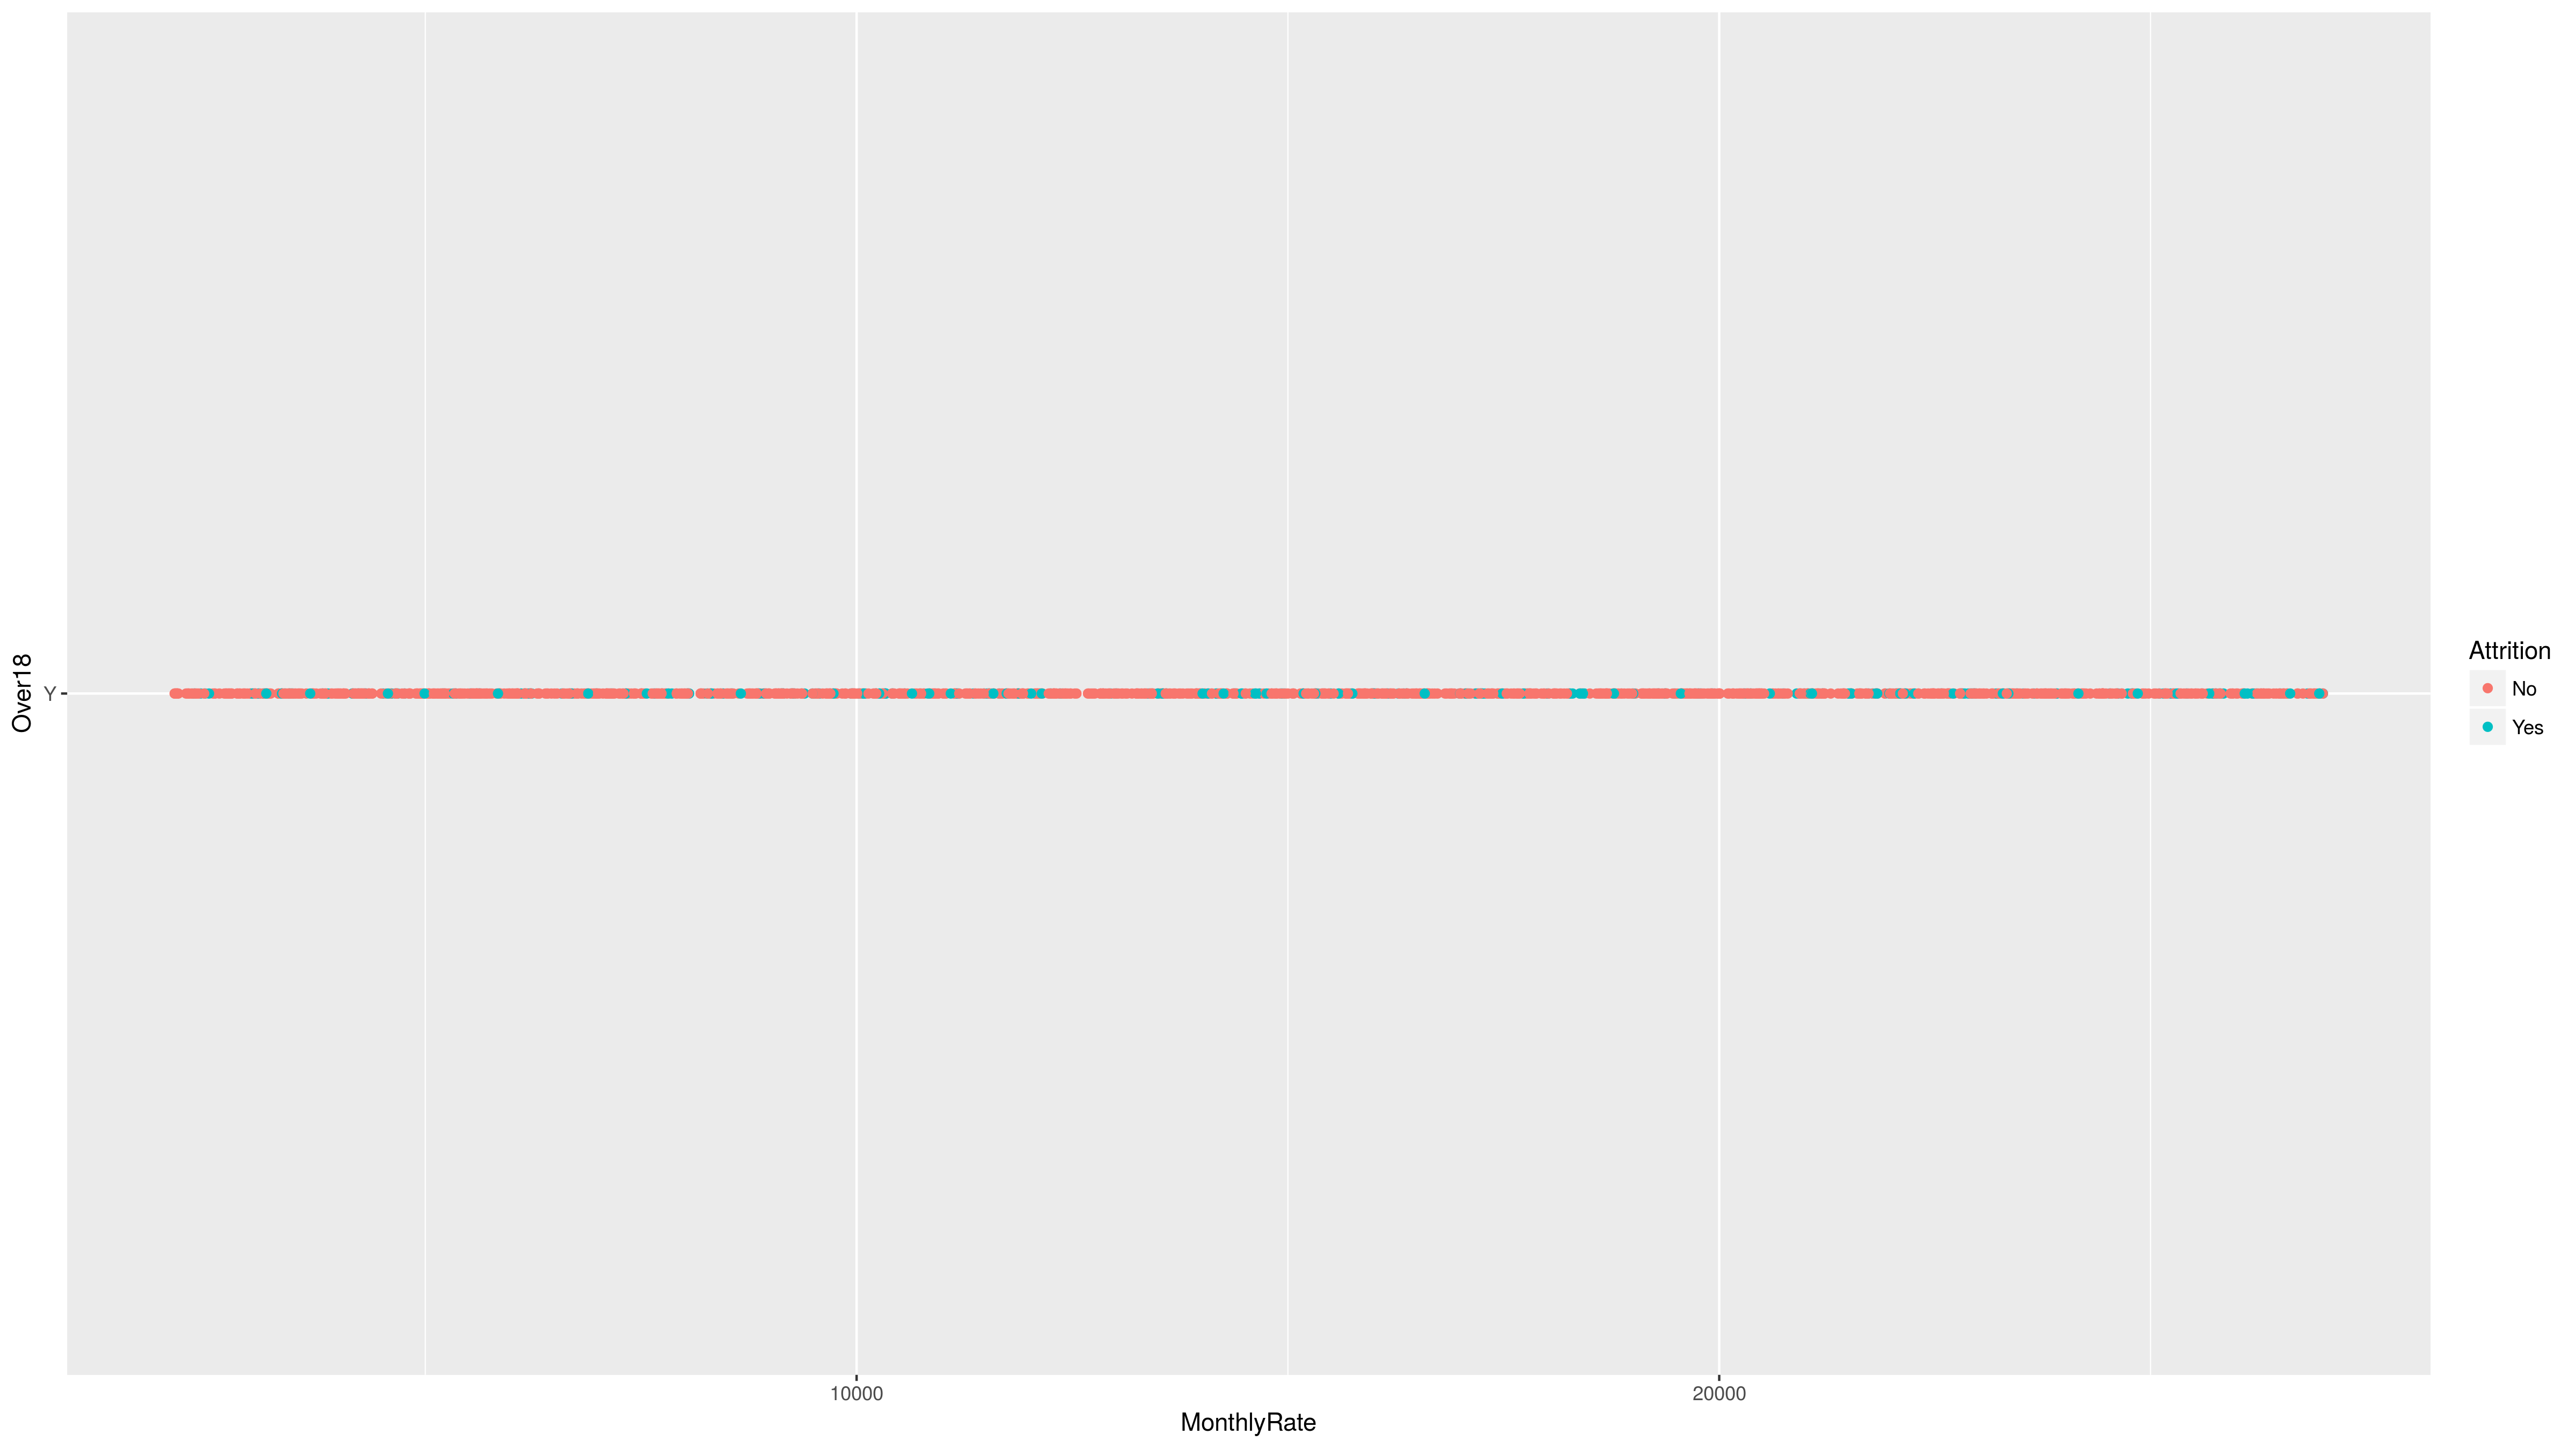 Over18
Y
10000
20000
MonthlyRate
Attrition
No
Yes